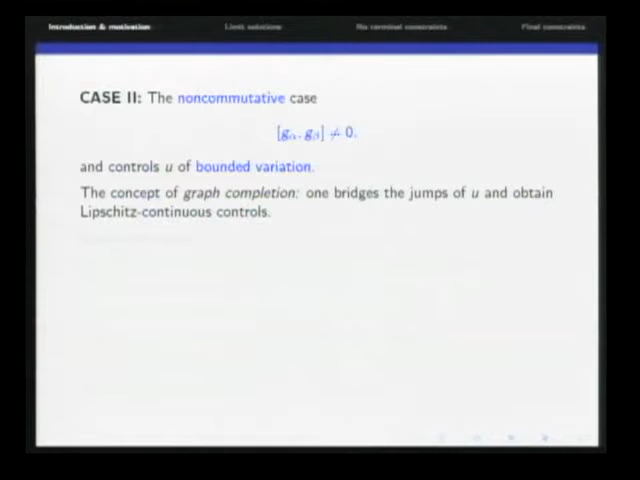 Introduction & motivation Limit solutions No terminal constraints Final constraints
CASE II: The noncommutative case
[gα, gβ] ≠ 0.
and controls u of bounded variation.
The concept of graph completion: one bridges the jumps of u and obtain
Lipschitz-continuous controls.